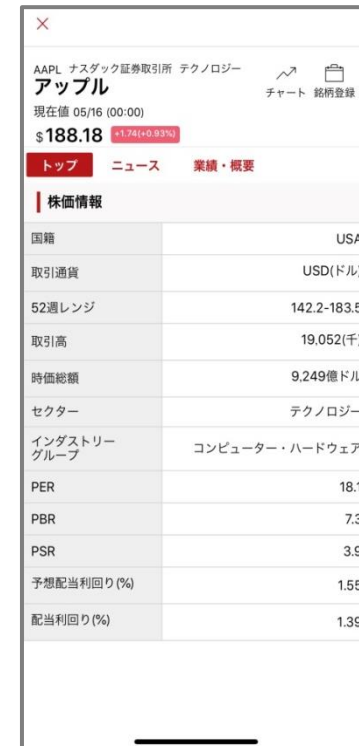 ×
AAPL ナスダック証券取引所 テクノロジー
アップル
チャート 銘柄登録
現在値 05/16 (00:00)
$188.18 +1.74(+0.93%)
トップ ニュース 業績・概要
株価情報
国籍 USA
取引通貨 USD(ドル)
52週レンジ 142.2-183.5
取引高 19,052(千)
時価総額 9,249億ドル
セクター テクノロジー
インダストリー
グループ コンピューター・ハードウェア
PER 18.1
PBR 7.3
PSR 3.9
予想配当利回り(%) 1.55
配当利回り(%) 1.39